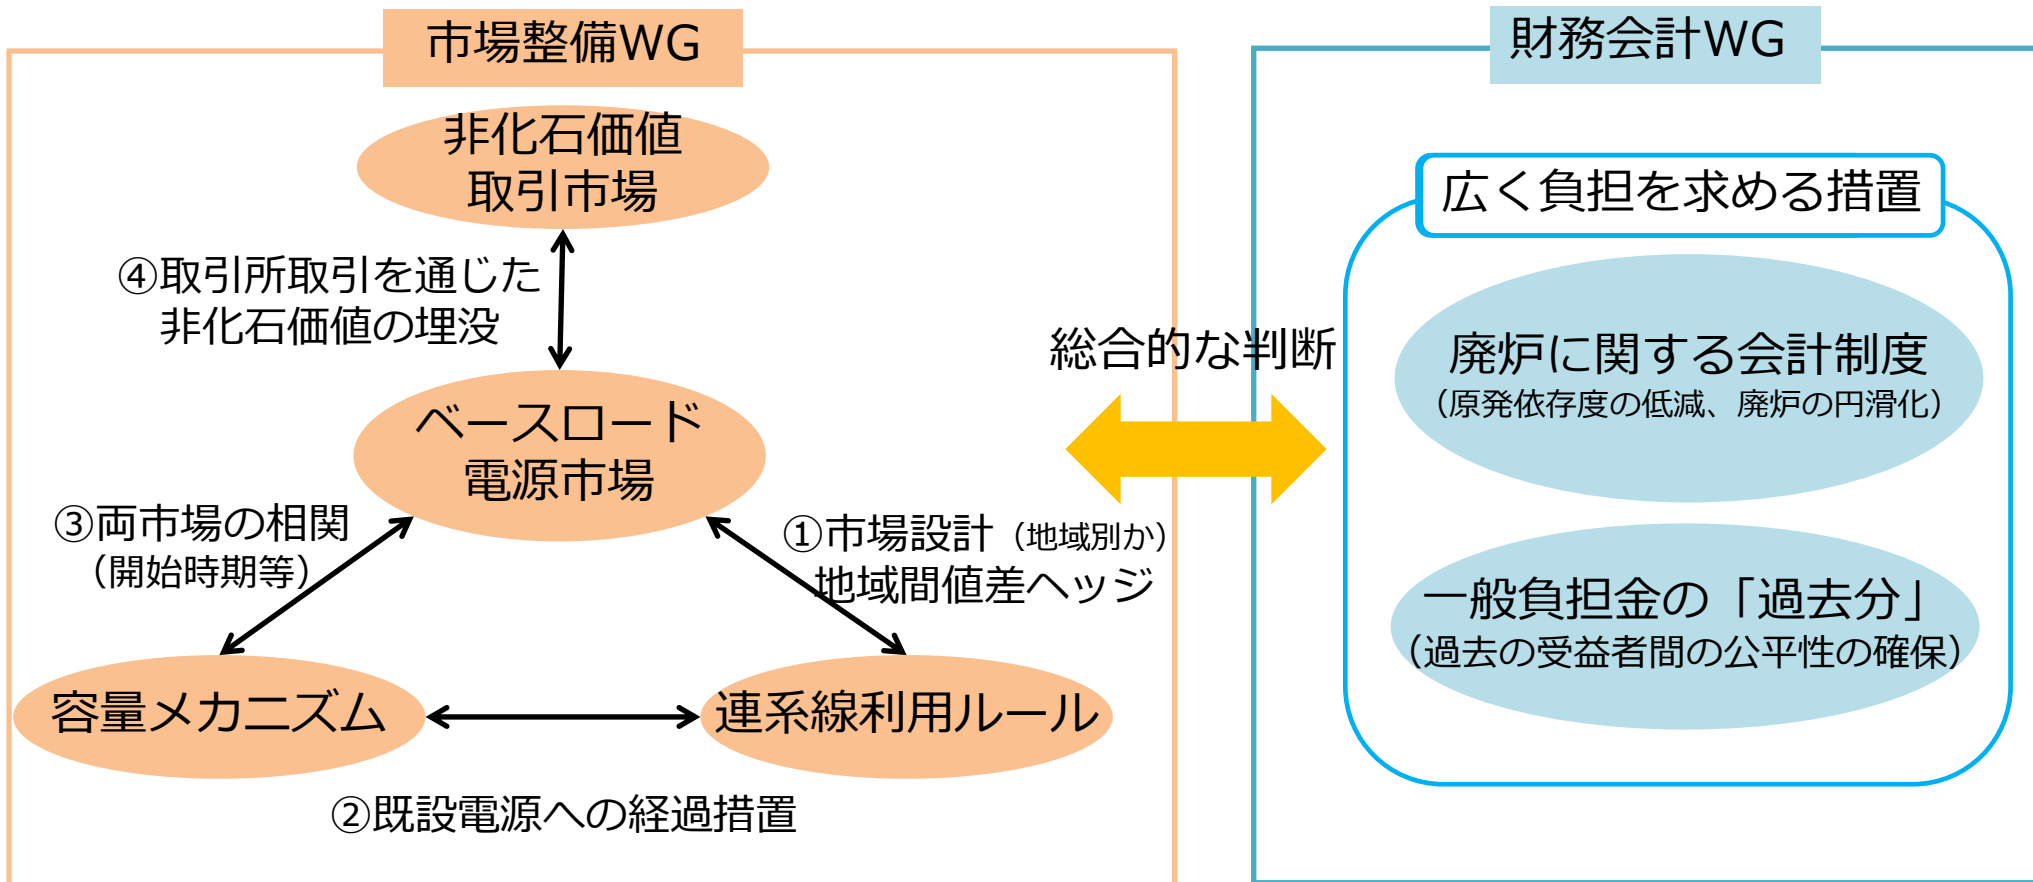 市場整備WG
非化石価値
取引市場
④取引所取引を通じた
非化石価値の埋没
ベースロード
電源市場
③両市場の相関
（開始時期等）
①市場設計（地域別か）
地域間値差ヘッジ
容量メカニズム
連系線利用ルール
②既設電源への経過措置
総合的な判断
財務会計WG
広く負担を求める措置
廃炉に関する会計制度
（原発依存度の低減、廃炉の円滑化）
一般負担金の「過去分」
（過去の受益者間の公平性の確保）